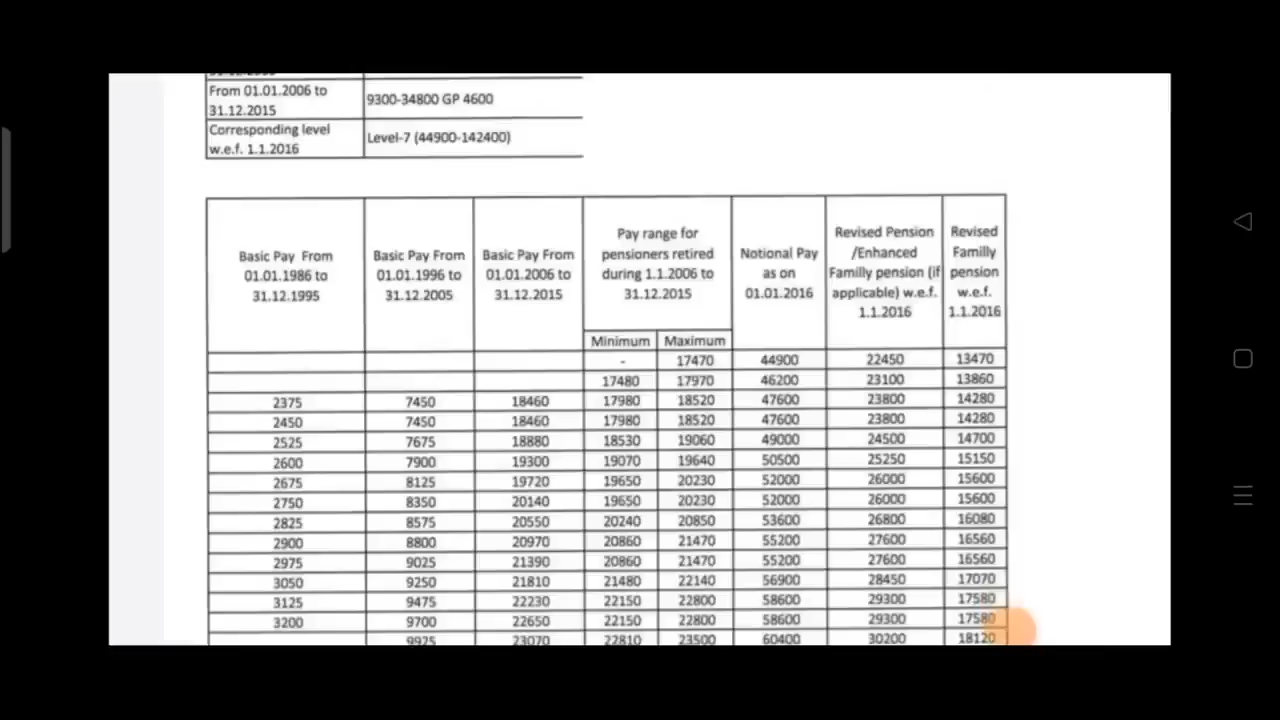 From 01.01.2006 to
31.12.2015
9300-34800 GP 4600
Corresponding level
w.e.f. 1.1.2016
Level-7 (44900-142400)
Basic Pay From
01.01.1986 to
31.12.1995
Basic Pay From
01.01.1996 to
31.12.2005
Basic Pay From
01.01.2006 to
31.12.2015
Pay range for
pensioners retired
during 1.1.2006 to
31.12.2015
Minimum Maximum
Notional Pay
as on
01.01.2016
Revised Pension
/Enhanced
Familly pension (if
applicable) w.e.f.
1.1.2016
Revised
Familly
pension
w.e.f.
1.1.2016
- 17470 44900 22450 13470
17480 17970 46200 23100 13860
2375 7450 18460 17980 18520 47600 23800 14280
2450 7450 18460 17980 18520 47600 23800 14280
2525 7675 18880 18530 19060 49000 24500 14700
2600 7900 19300 19070 19640 50500 25250 15150
2675 8125 19720 19650 20230 52000 26000 15600
2750 8350 20140 19650 20230 52000 26000 15600
2825 8575 20550 20240 20850 53600 26800 16080
2900 8800 20970 20860 21470 55200 27600 16560
2975 9025 21390 20860 21470 55200 27600 16560
3050 9250 21810 21480 22140 56900 28450 17070
3125 9475 22230 22150 22800 58600 29300 17580
3200 9700 22650 22150 22800 58600 29300 17580
9925 23070 22810 23500 60400 30200 18120